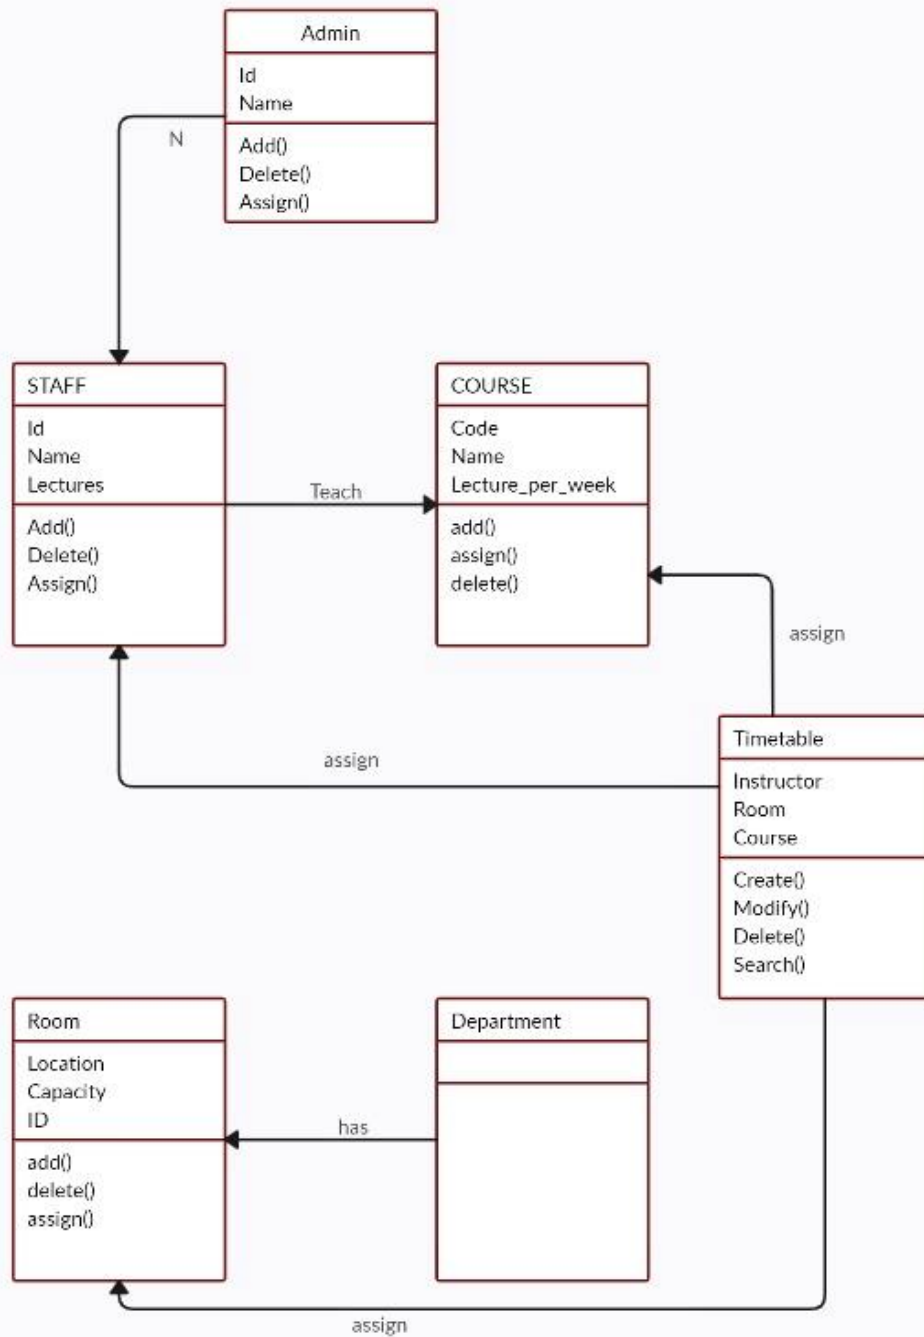 Admin
Id
Name
Add()
Delete()
Assign()
N
STAFF
Id
Name
Lectures
Add()
Delete()
Assign()
Teach
COURSE
Code
Name
Lecture_per_week
add()
assign()
delete()
assign
assign
Timetable
Instructor
Room
Course
Create()
Modify()
Delete()
Search()
Room
Location
Capacity
ID
add()
delete()
assign()
has
Department
assign